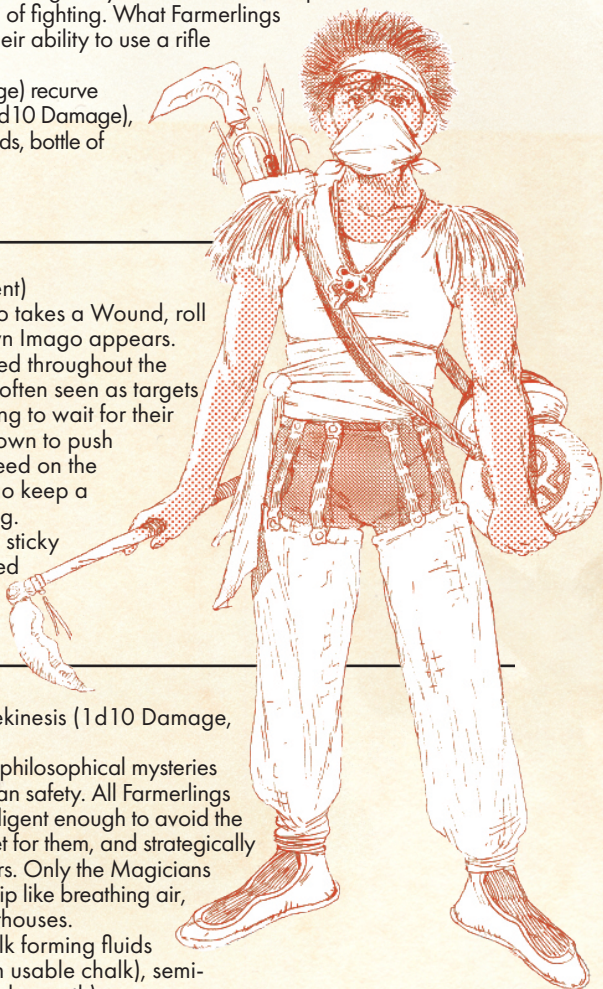 of fighting. What Farmerlings
eir ability to use a rifle
ge) recurve
d10 Damage),
ds, bottle of
ent)
o takes a Wound, roll
n Imago appears.
ed throughout the
often seen as targets
ng to wait for their
own to push
eed on the
o keep a
g.
sticky
ed
ekinesis (1d10 Damage,
philosophical mysteries
an safety. All Farmerlings
ligent enough to avoid the
et for them, and strategically
rs. Only the Magicians
ip like breathing air,
thouses.
lk forming fluids
n usable chalk), semi-